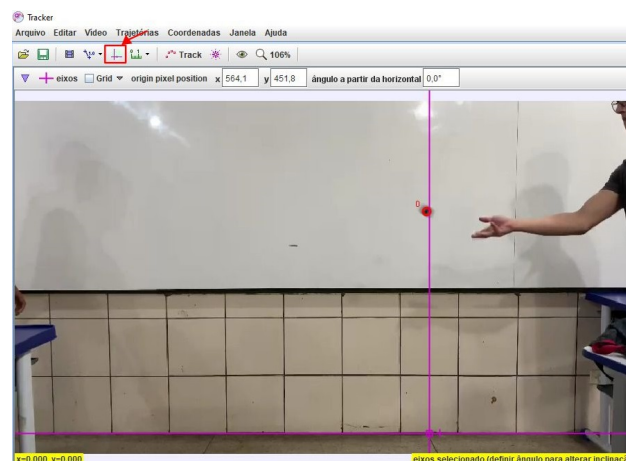 Tracker
Arquivo Editar Vídeo Trajetórias Coordenadas Janela Ajuda
Track 106%
eixos Grid origin pixel position x 564,1 y 451,8 ângulo a partir da horizontal 0,0°
0
x=0,000 y=0,000 eixos selecionado (definir ângulo para alterar inclinaç